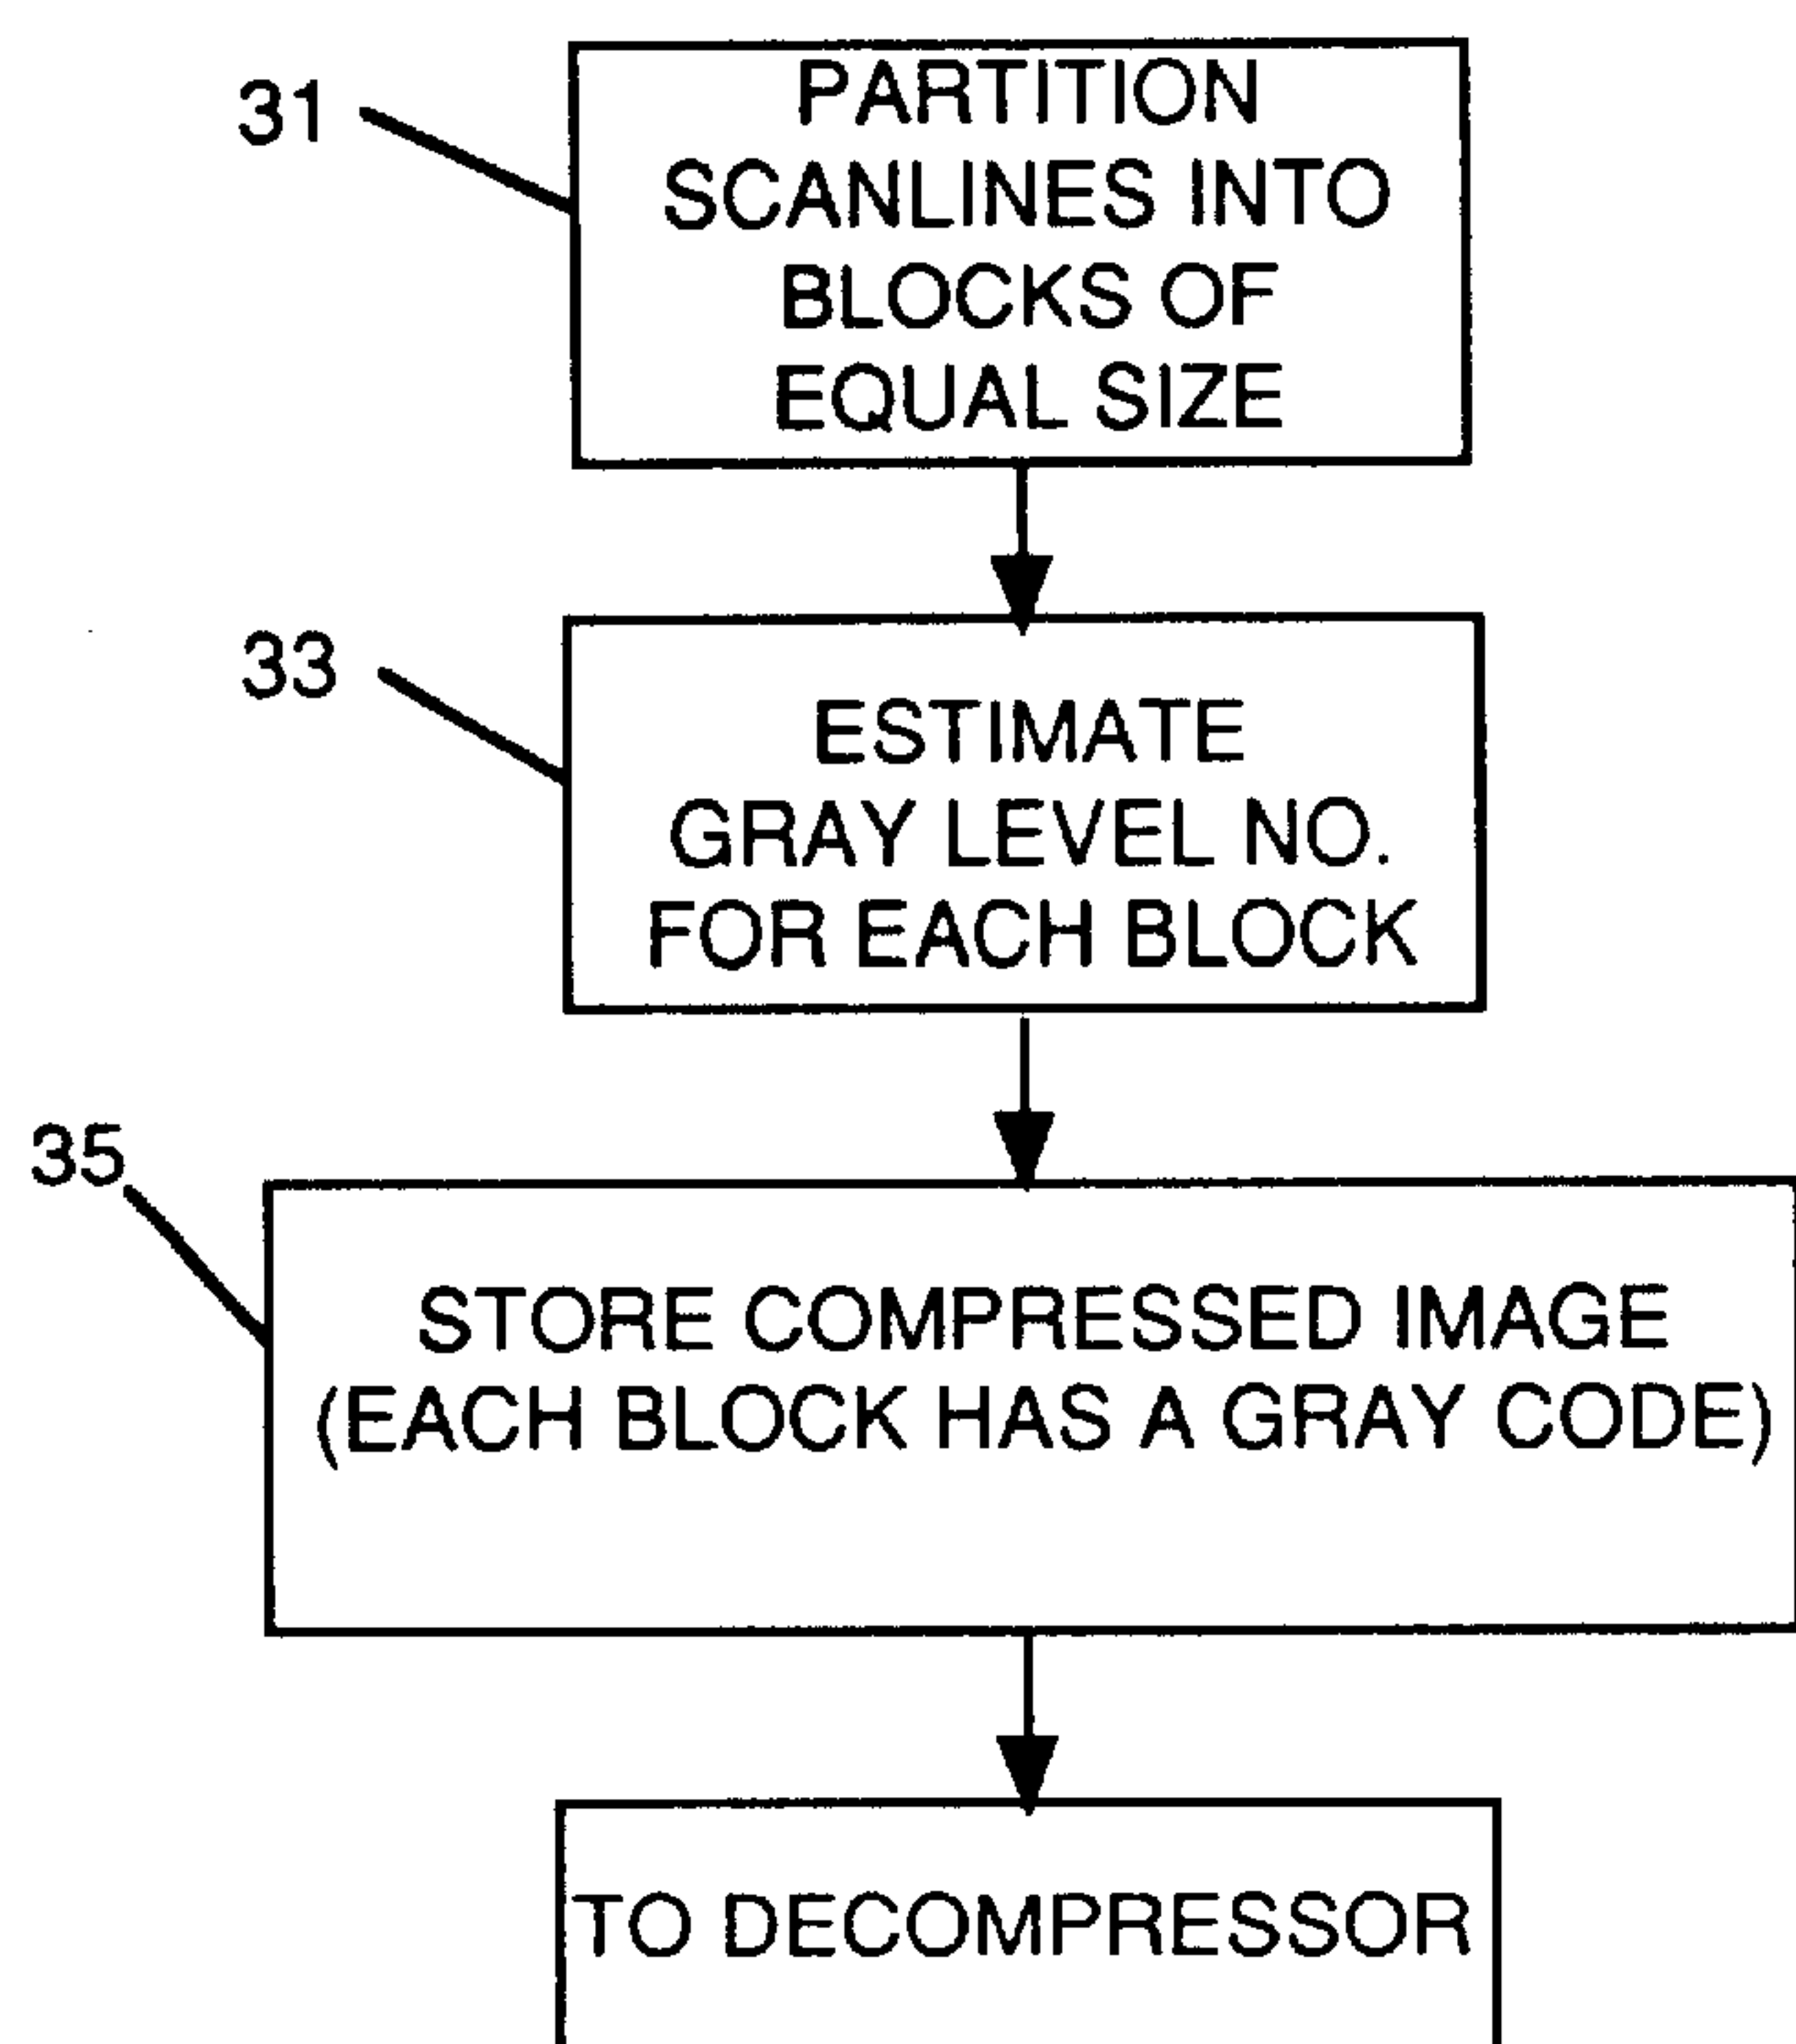 31
PARTITION
SCANLINES INTO
BLOCKS OF
EQUAL SIZE
33
ESTIMATE
GRAY LEVEL NO.
FOR EACH BLOCK
35
STORE COMPRESSED IMAGE
(EACH BLOCK HAS A GRAY CODE)
TO DECOMPRESSOR